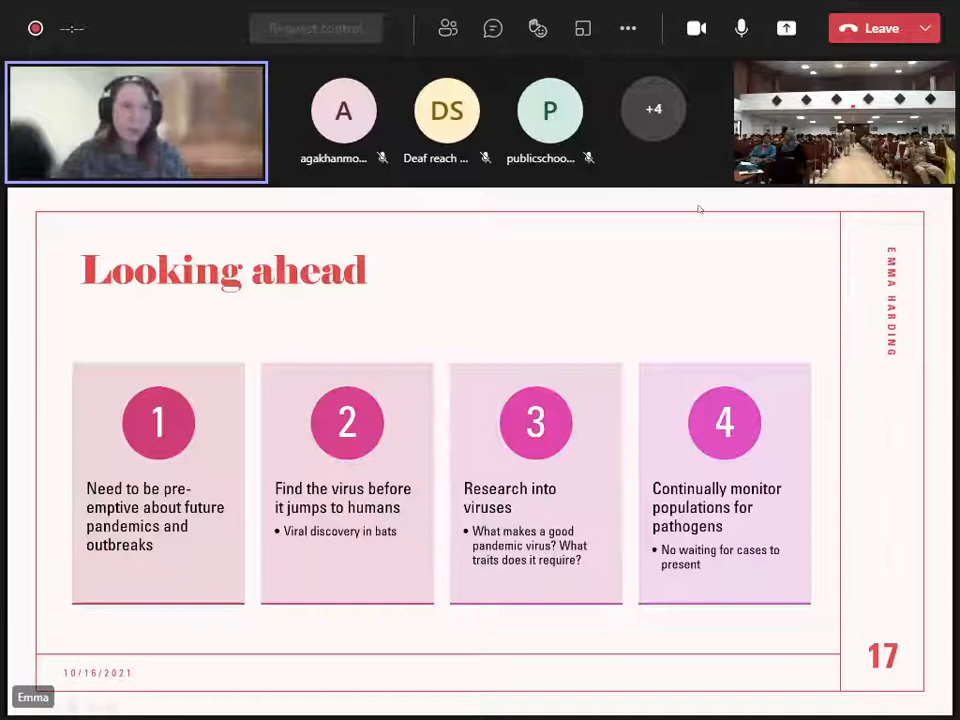 --:--
Request control
Leave
A
DS
P
+4
agakhanmo...
Deaf reach ...
publicschoo...
Looking ahead
EMMA HARDING
1
Need to be pre-
emptive about future
pandemics and
outbreaks
2
Find the virus before
it jumps to humans
• Viral discovery in bats
3
Research into
viruses
• What makes a good
pandemic virus? What
traits does it require?
4
Continually monitor
populations for
pathogens
• No waiting for cases to
present
10/16/2021
17
Emma